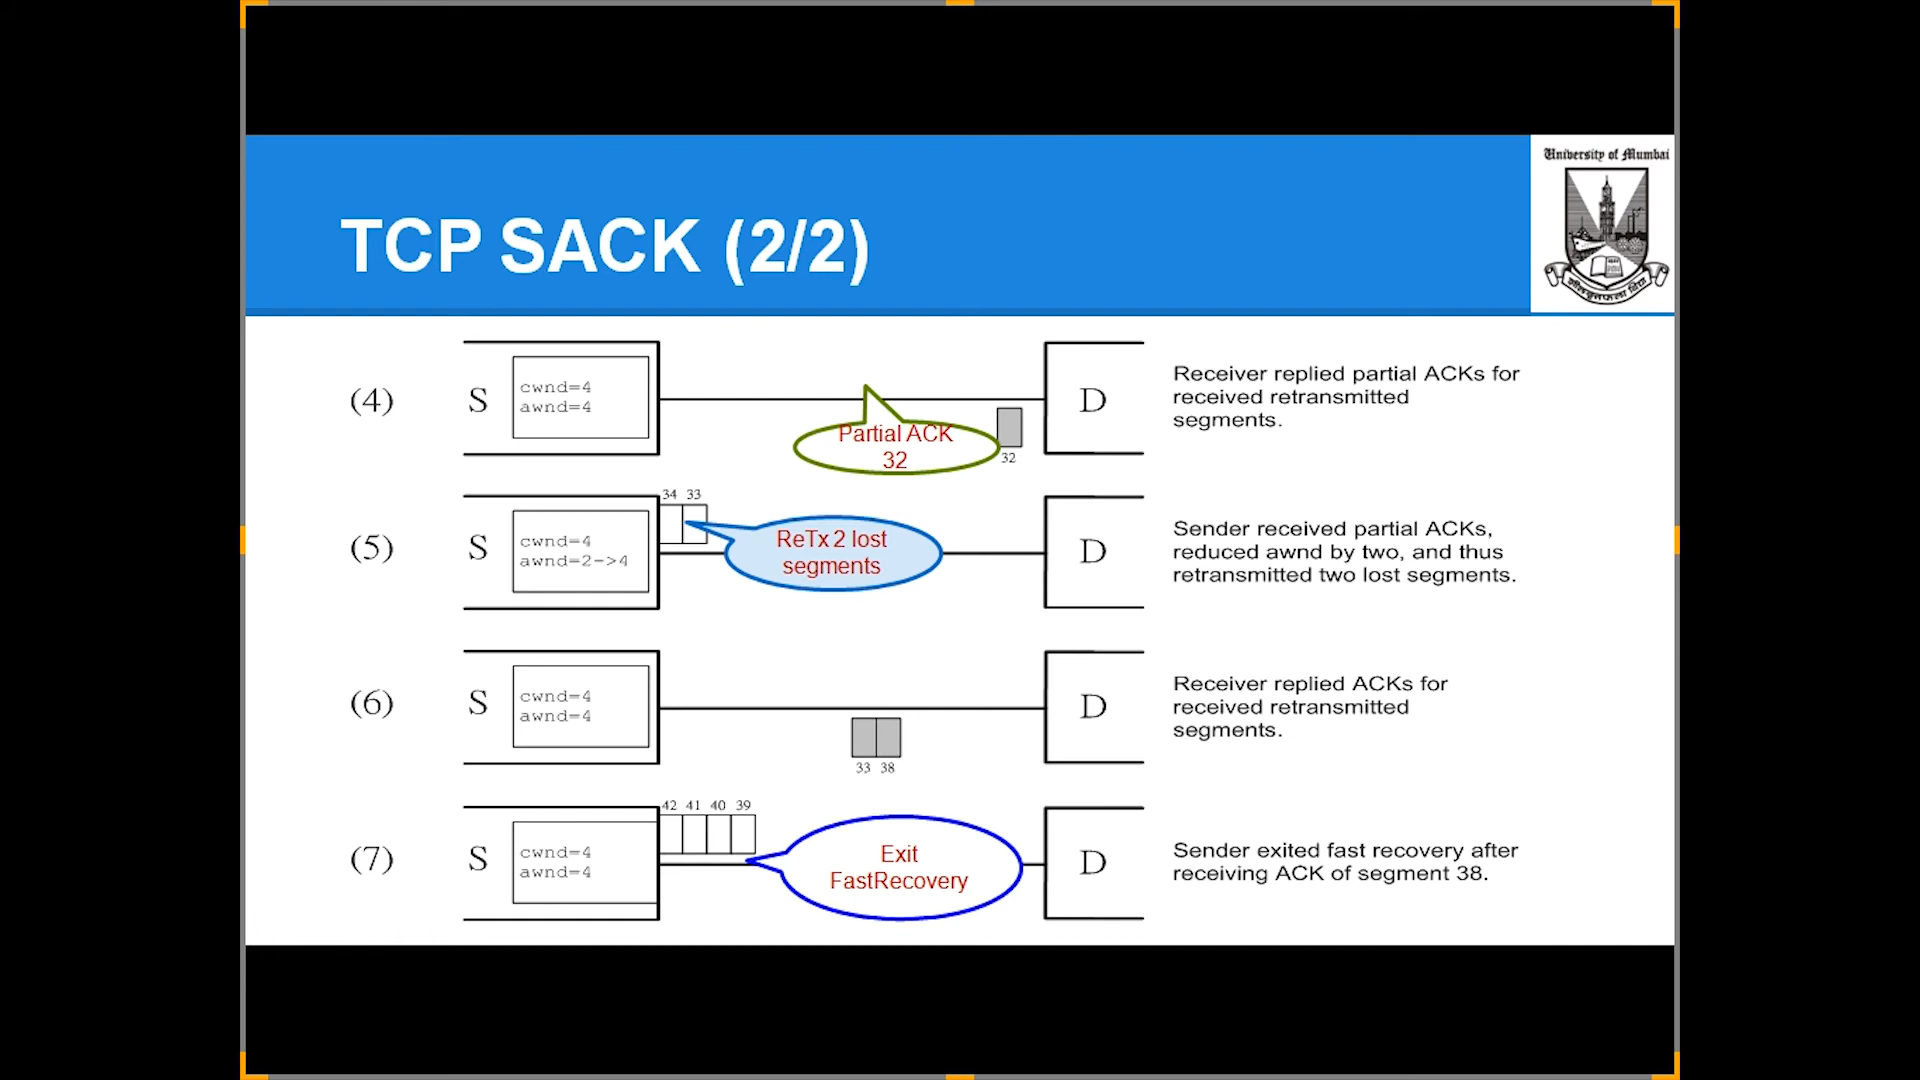 University of Mumbai
TCP SACK (2/2)
(4)
S
cwnd=4
awnd=4
Partial ACK
32
32
D
Receiver replied partial ACKs for
received retransmitted
segments.
(5)
S
cwnd=4
awnd=2->4
34 33
ReTx 2 lost
segments
D
Sender received partial ACKs,
reduced awnd by two, and thus
retransmitted two lost segments.
(6)
S
cwnd=4
awnd=4
33 38
D
Receiver replied ACKs for
received retransmitted
segments.
(7)
S
cwnd=4
awnd=4
42 41 40 39
Exit
FastRecovery
D
Sender exited fast recovery after
receiving ACK of segment 38.